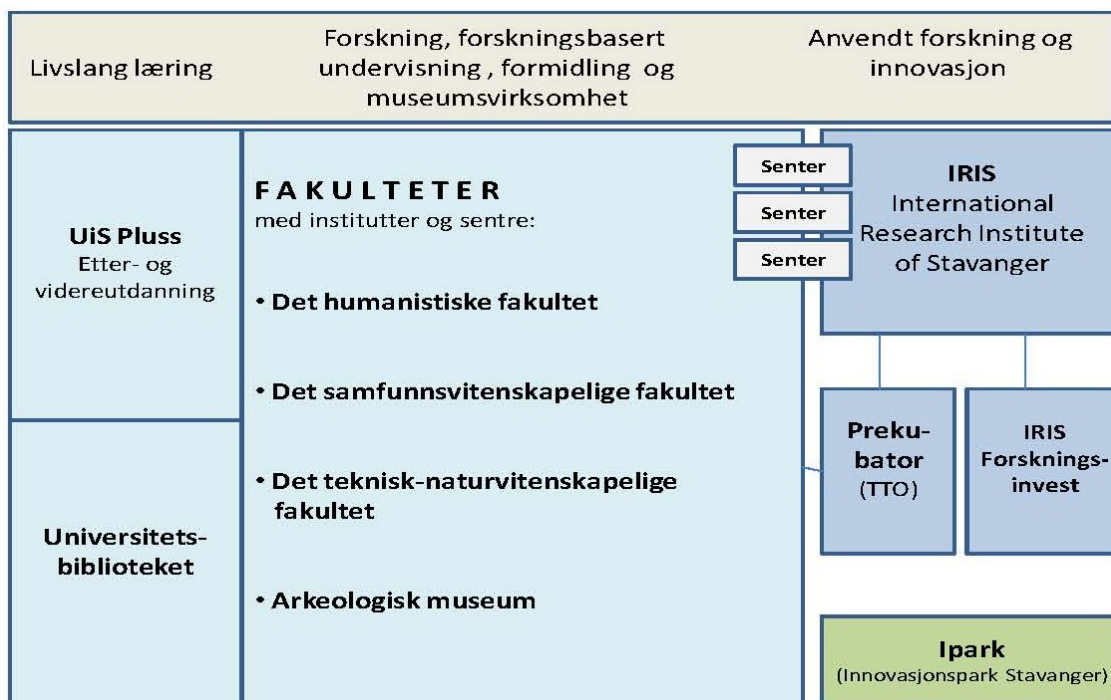 Livslang læring
Forskning, forskningsbasert
undervisning , formidling og
museumsvirksomhet
Anvendt forskning og
innovasjon
UiS Pluss
Etter- og
videreutdanning
Universitets-
biblioteket
FAKULTETER
med institutter og sentre:
• Det humanistiske fakultet
• Det samfunnsvitenskapelige fakultet
• Det teknisk-naturvitenskapelige
fakultet
• Arkeologisk museum
Senter
Senter
Senter
IRIS
International
Research Institute
of Stavanger
Preku-
bator
(TTO)
IRIS
Forsknings-
invest
Ipark
(Innovasjonspark Stavanger)